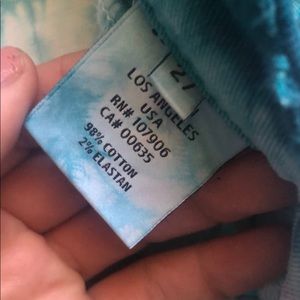 27
LOS ANGELES
USA
RN# 107906
CA# 00635
98% COTTON
2% ELASTAN